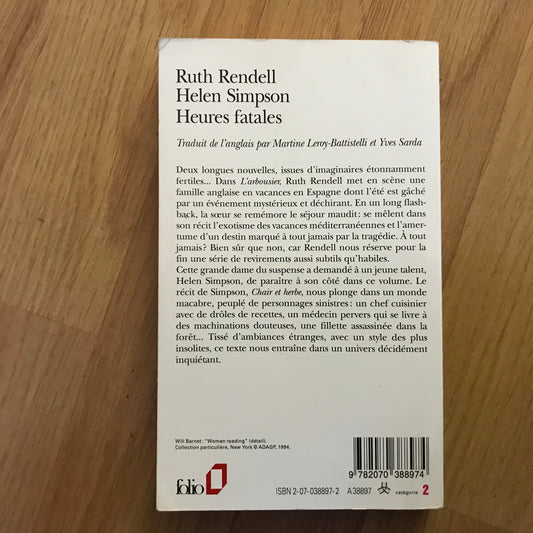 Ruth Rendell
Helen Simpson
Heures fatales
Traduit de l'anglais par Martine Leroy-Battistelli et Yves Sarda
Deux longues nouvelles, issues d'imaginaires étonnamment
fertiles... Dans L'arbousier, Ruth Rendell met en scène une
famille anglaise en vacances en Espagne dont l'été est gâché
par un événement mystérieux et déchirant. En un long flash-
back, la sœur se remémore le séjour maudit : se mêlent dans
son récit l'exotisme des vacances méditerranéennes et l'amer-
tume d'un destin marqué à tout jamais par la tragédie. À tout
jamais ? Bien sûr que non, car Rendell nous réserve pour la
fin une série de revirements aussi subtils qu'habiles.
Cette grande dame du suspense a demandé à un jeune talent,
Helen Simpson, de paraître à son côté dans ce volume. Le
récit de Simpson, Chair et herbe, nous plonge dans un monde
macabre, peuplé de personnages sinistres : un chef cuisinier
avec de drôles de recettes, un médecin pervers qui se livre à
des machinations douteuses, une fillette assassinée dans la
forêt... Tissé d'ambiances étranges, avec un style des plus
insolites, ce texte nous entraîne dans un univers décidément
inquiétant.
Will Barnet : "Woman reading" (détail).
Collection particulière, New York © ADAGP, 1994.
9 782070 388974
folio
ISBN 2-07-038897-2 A 38897 catégorie 2